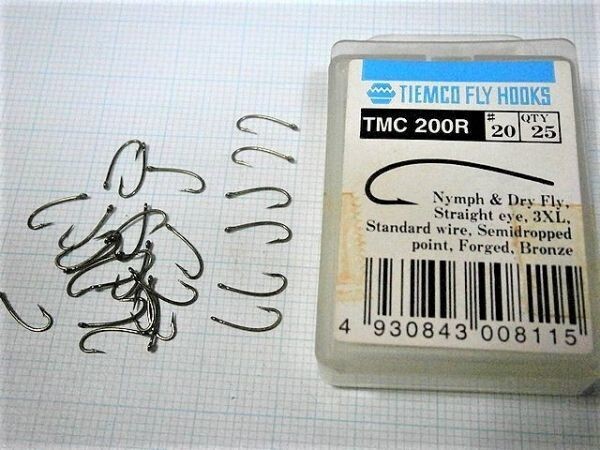 TIEMCO FLY HOOKS
TMC 200R # 20 QTY 25
Nymph & Dry Fly,
Straight eye, 3XL,
Standard wire, Semidropped
point, Forged, Bronze
4 930843 008115